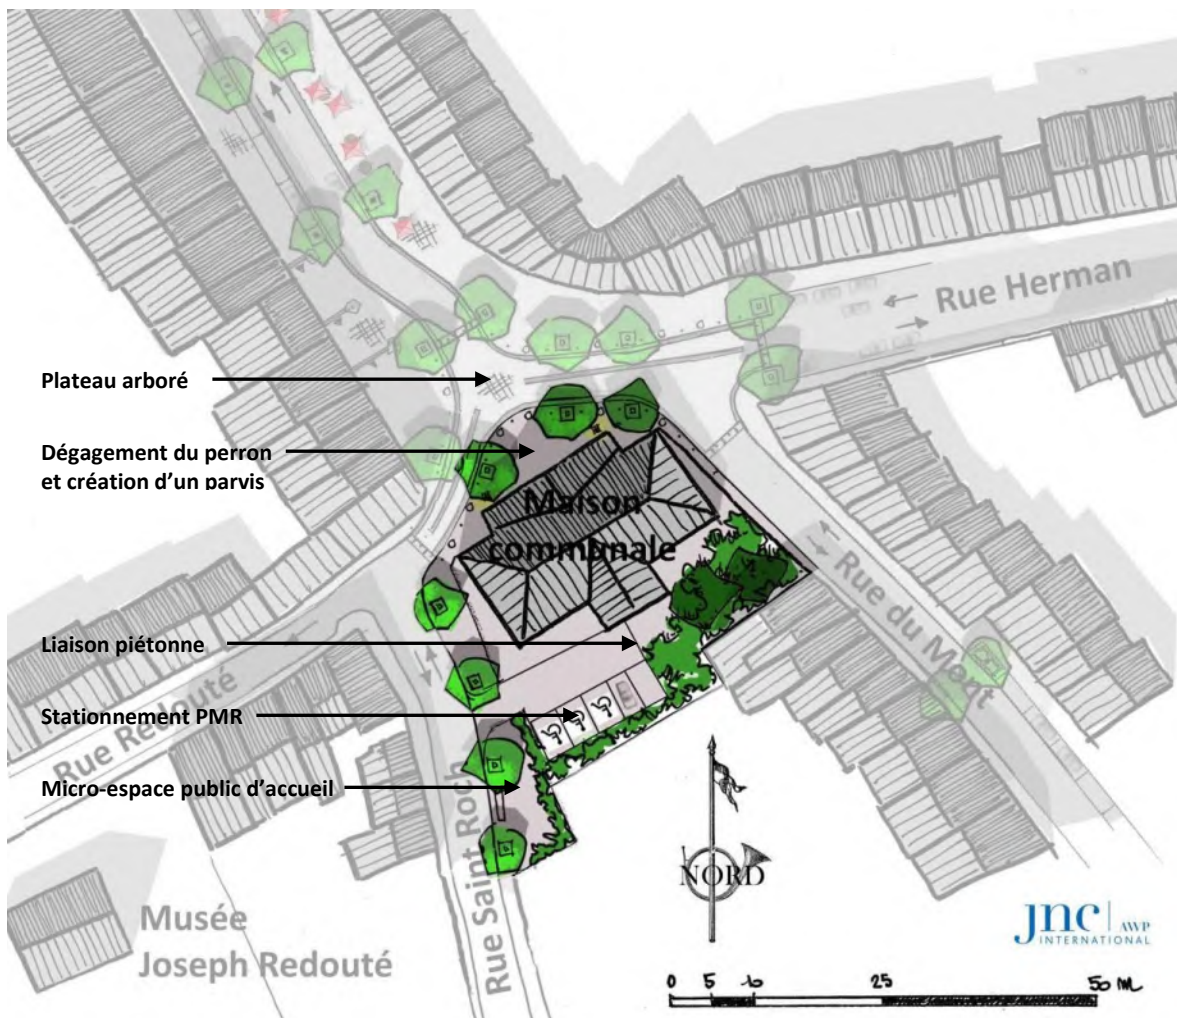 Rue Herman
Plateau arboré
Dégagement du perron
et création d'un parvis
Maison
communale
Rue du M
Liaison piétonne
Rue Redouté
Stationnement PMR
Micro-espace public d'accueil
Rue Saint Roch
NORD
Musée
Joseph Redouté
jnc AWP
INTERNATIONAL
0 5 10 25 50 m